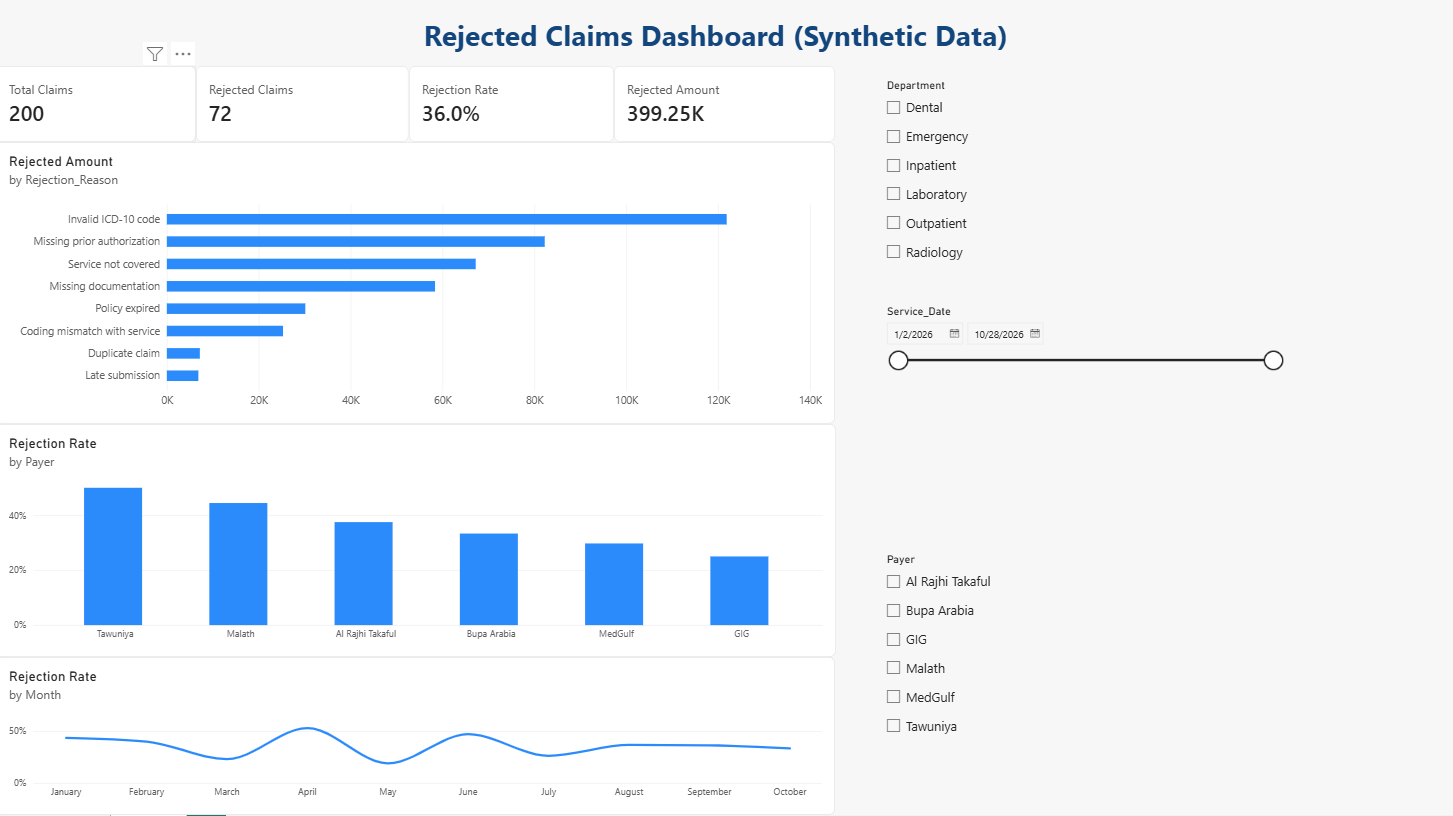 Rejected Claims Dashboard (Synthetic Data)
Total Claims
200
Rejected Claims
72
Rejection Rate
36.0%
Rejected Amount
399.25K
Rejected Amount
by Rejection_Reason
Invalid ICD-10 code
Missing prior authorization
Service not covered
Missing documentation
Policy expired
Coding mismatch with service
Duplicate claim
Late submission
0K 20K 40K 60K 80K 100K 120K 140K
Rejection Rate
by Payer
40%
20%
0%
Tawuniya Malath Al Rajhi Takaful Bupa Arabia MedGulf GIG
Rejection Rate
by Month
50%
0%
January February March April May June July August September October
Department
Dental
Emergency
Inpatient
Laboratory
Outpatient
Radiology
Service_Date
1/2/2026 10/28/2026
Payer
Al Rajhi Takaful
Bupa Arabia
GIG
Malath
MedGulf
Tawuniya